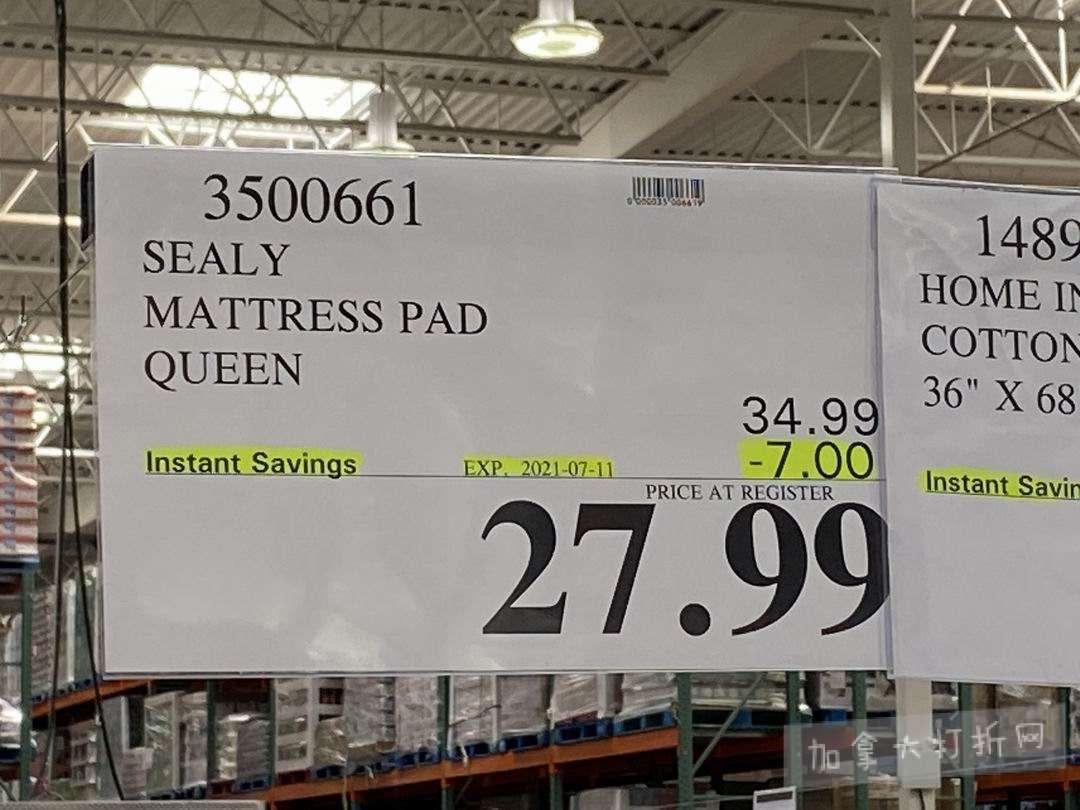 3500661
SEALY
MATTRESS PAD
QUEEN
34.99
Instant Savings EXP. 2021-07-11 -7.00
PRICE AT REGISTER
27.99
1489
HOME IN
COTTON
36" X 68
Instant Savin
加拿大打折网